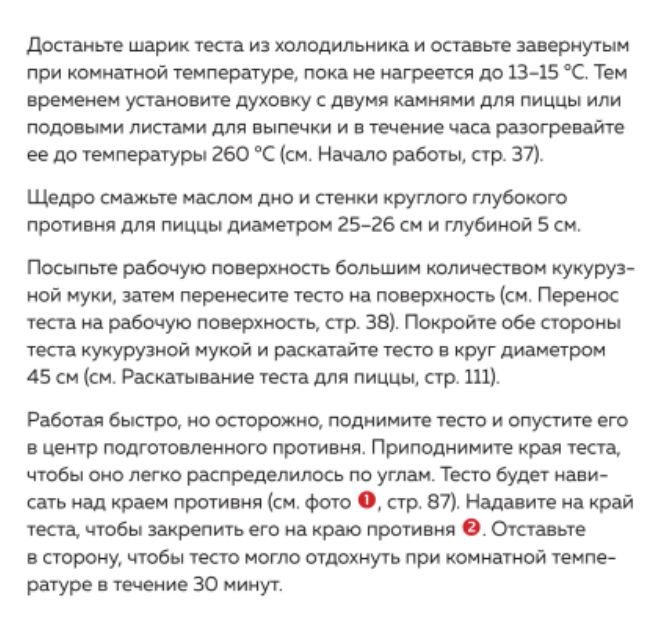 Достаньте шарик теста из холодильника и оставьте завернутым
при комнатной температуре, пока не нагреется до 13–15 °С. Тем
временем установите духовку с двумя камнями для пиццы или
подовыми листами для выпечки и в течение часа разогревайте
ее до температуры 260 °С (см. Начало работы, стр. 37).
Щедро смажьте маслом дно и стенки круглого глубокого
противня для пиццы диаметром 25–26 см и глубиной 5 см.
Посыпьте рабочую поверхность большим количеством кукуруз-
ной муки, затем перенесите тесто на поверхность (см. Перенос
теста на рабочую поверхность, стр. 38). Покройте обе стороны
теста кукурузной мукой и раскатайте тесто в круг диаметром
45 см (см. Раскатывание теста для пиццы, стр. 111).
Работая быстро, но осторожно, поднимите тесто и опустите его
в центр подготовленного противня. Приподнимите края теста,
чтобы оно легко распределилось по углам. Тесто будет нави-
сать над краем противня (см. фото ❶, стр. 87). Надавите на край
теста, чтобы закрепить его на краю противня ❷. Отставьте
в сторону, чтобы тесто могло отдохнуть при комнатной темпе-
ратуре в течение 30 минут.